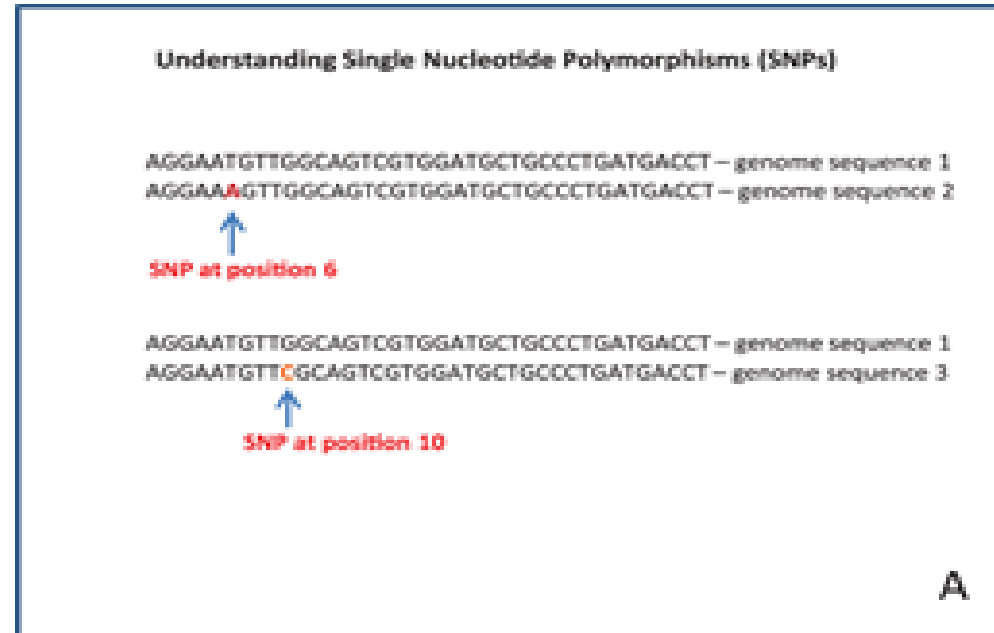 Understanding Single Nucleotide Polymorphisms (SNPs)
AGGAATGTTGGCAGTCGTGGATGCTGCCCTGATGACCT – genome sequence 1
AGGAAAGTTGGCAGTCGTGGATGCTGCCCTGATGACCT – genome sequence 2
SNP at position 6
AGGAATGTTGGCAGTCGTGGATGCTGCCCTGATGACCT – genome sequence 1
AGGAATGTTCGCAGTCGTGGATGCTGCCCTGATGACCT – genome sequence 3
SNP at position 10
A